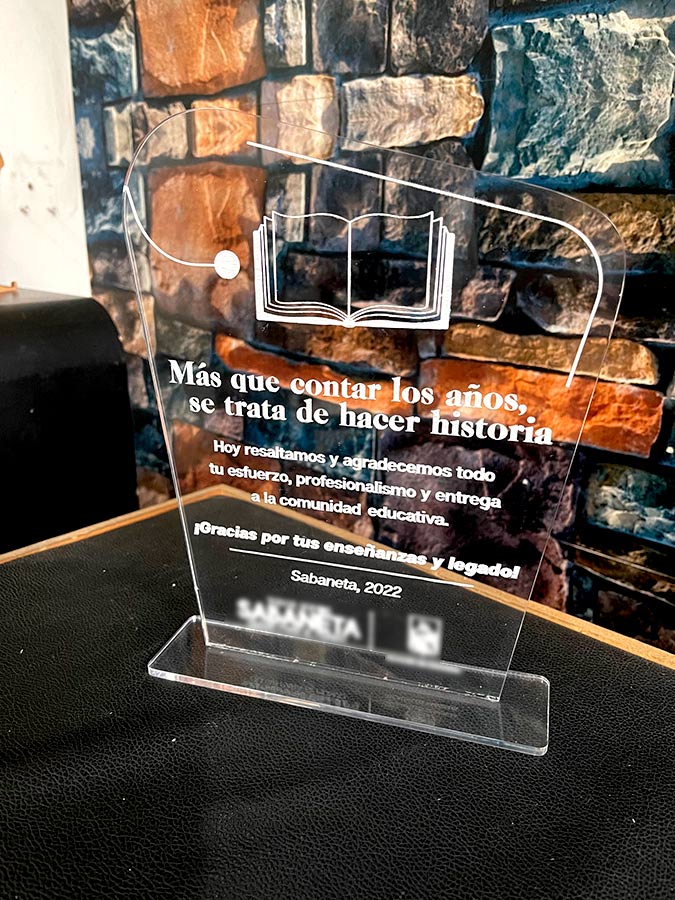 Más que contar los años,
se trata de hacer historia
Hoy resaltamos y agradecemos todo
tu esfuerzo, profesionalismo y entrega
a la comunidad educativa.
¡Gracias por tus enseñanzas y legado!
Sabaneta, 2022
SABANETA